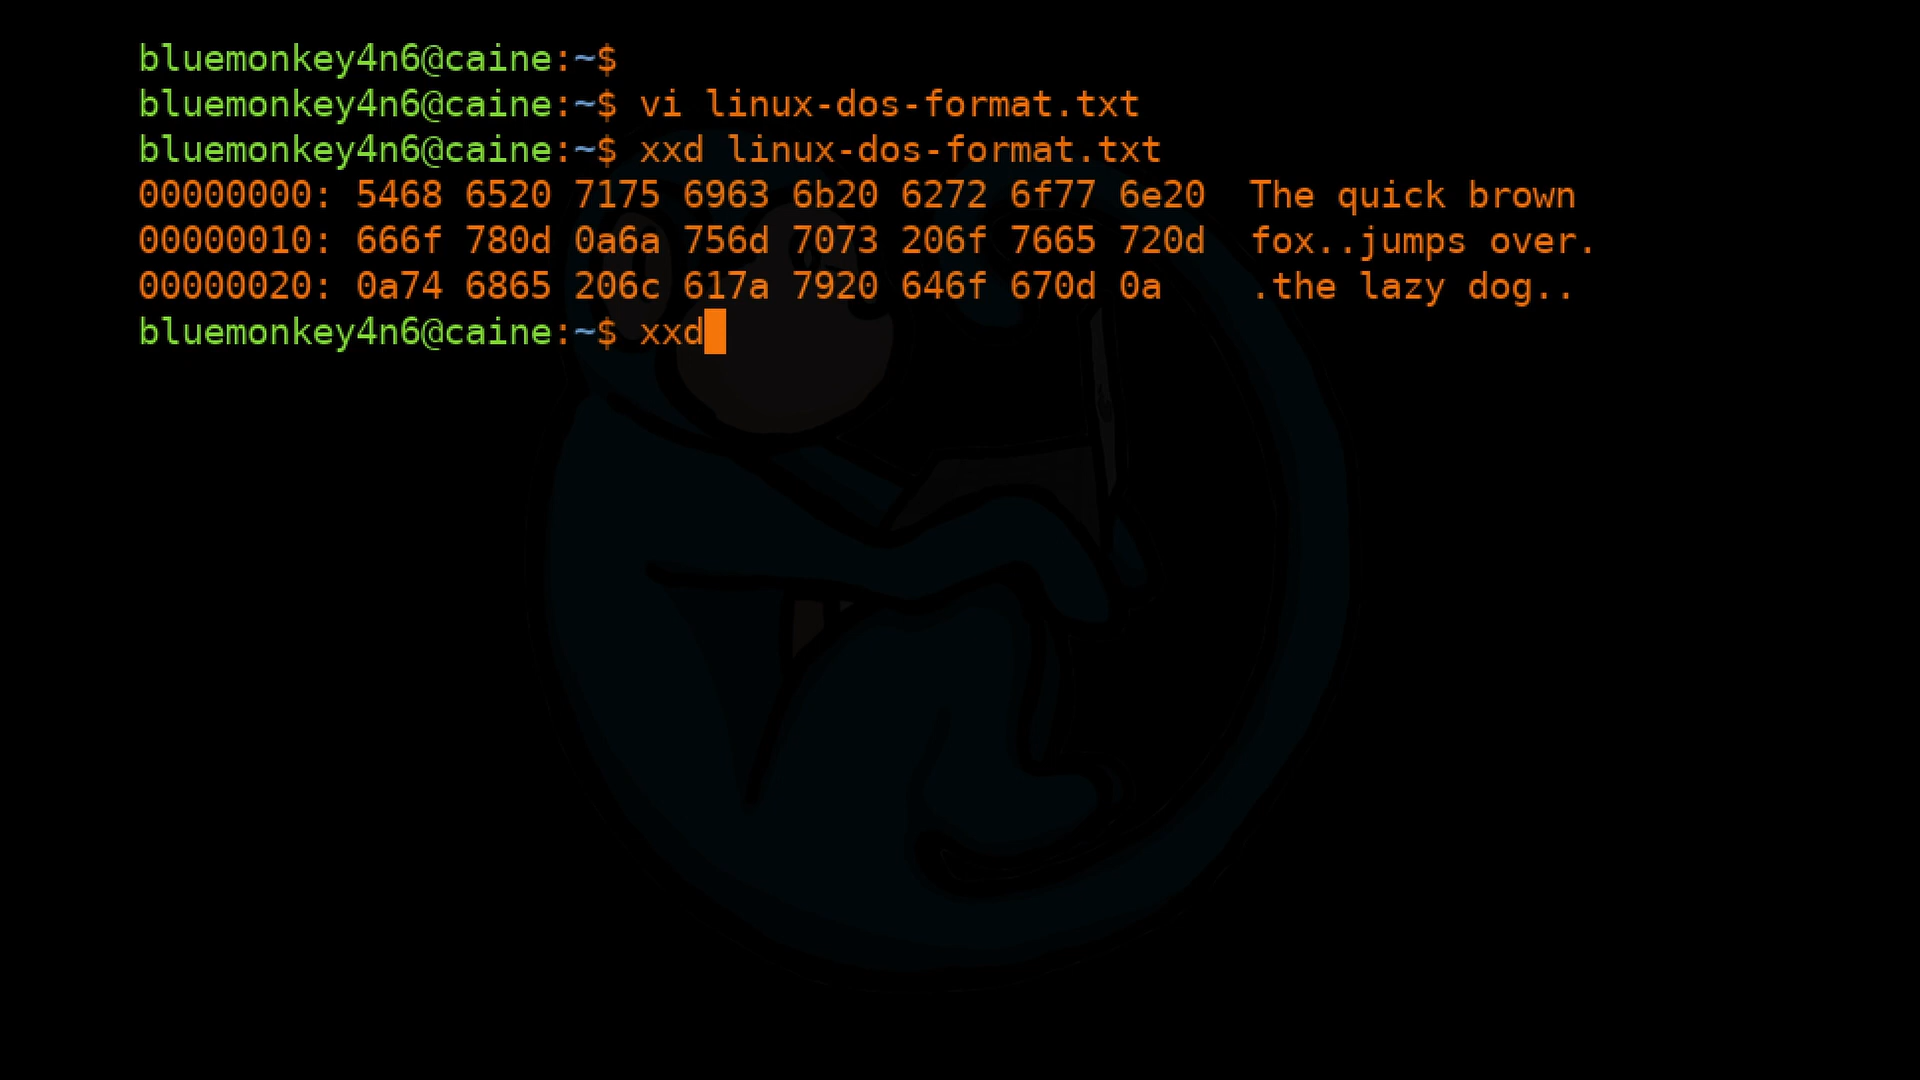 bluemonkey4n6@caine:~$
bluemonkey4n6@caine:~$ vi linux-dos-format.txt
bluemonkey4n6@caine:~$ xxd linux-dos-format.txt
00000000: 5468 6520 7175 6963 6b20 6272 6f77 6e20  The quick brown
00000010: 666f 780d 0a6a 756d 7073 206f 7665 720d  fox..jumps over.
00000020: 0a74 6865 206c 617a 7920 646f 670d 0a    .the lazy dog..
bluemonkey4n6@caine:~$ xxd